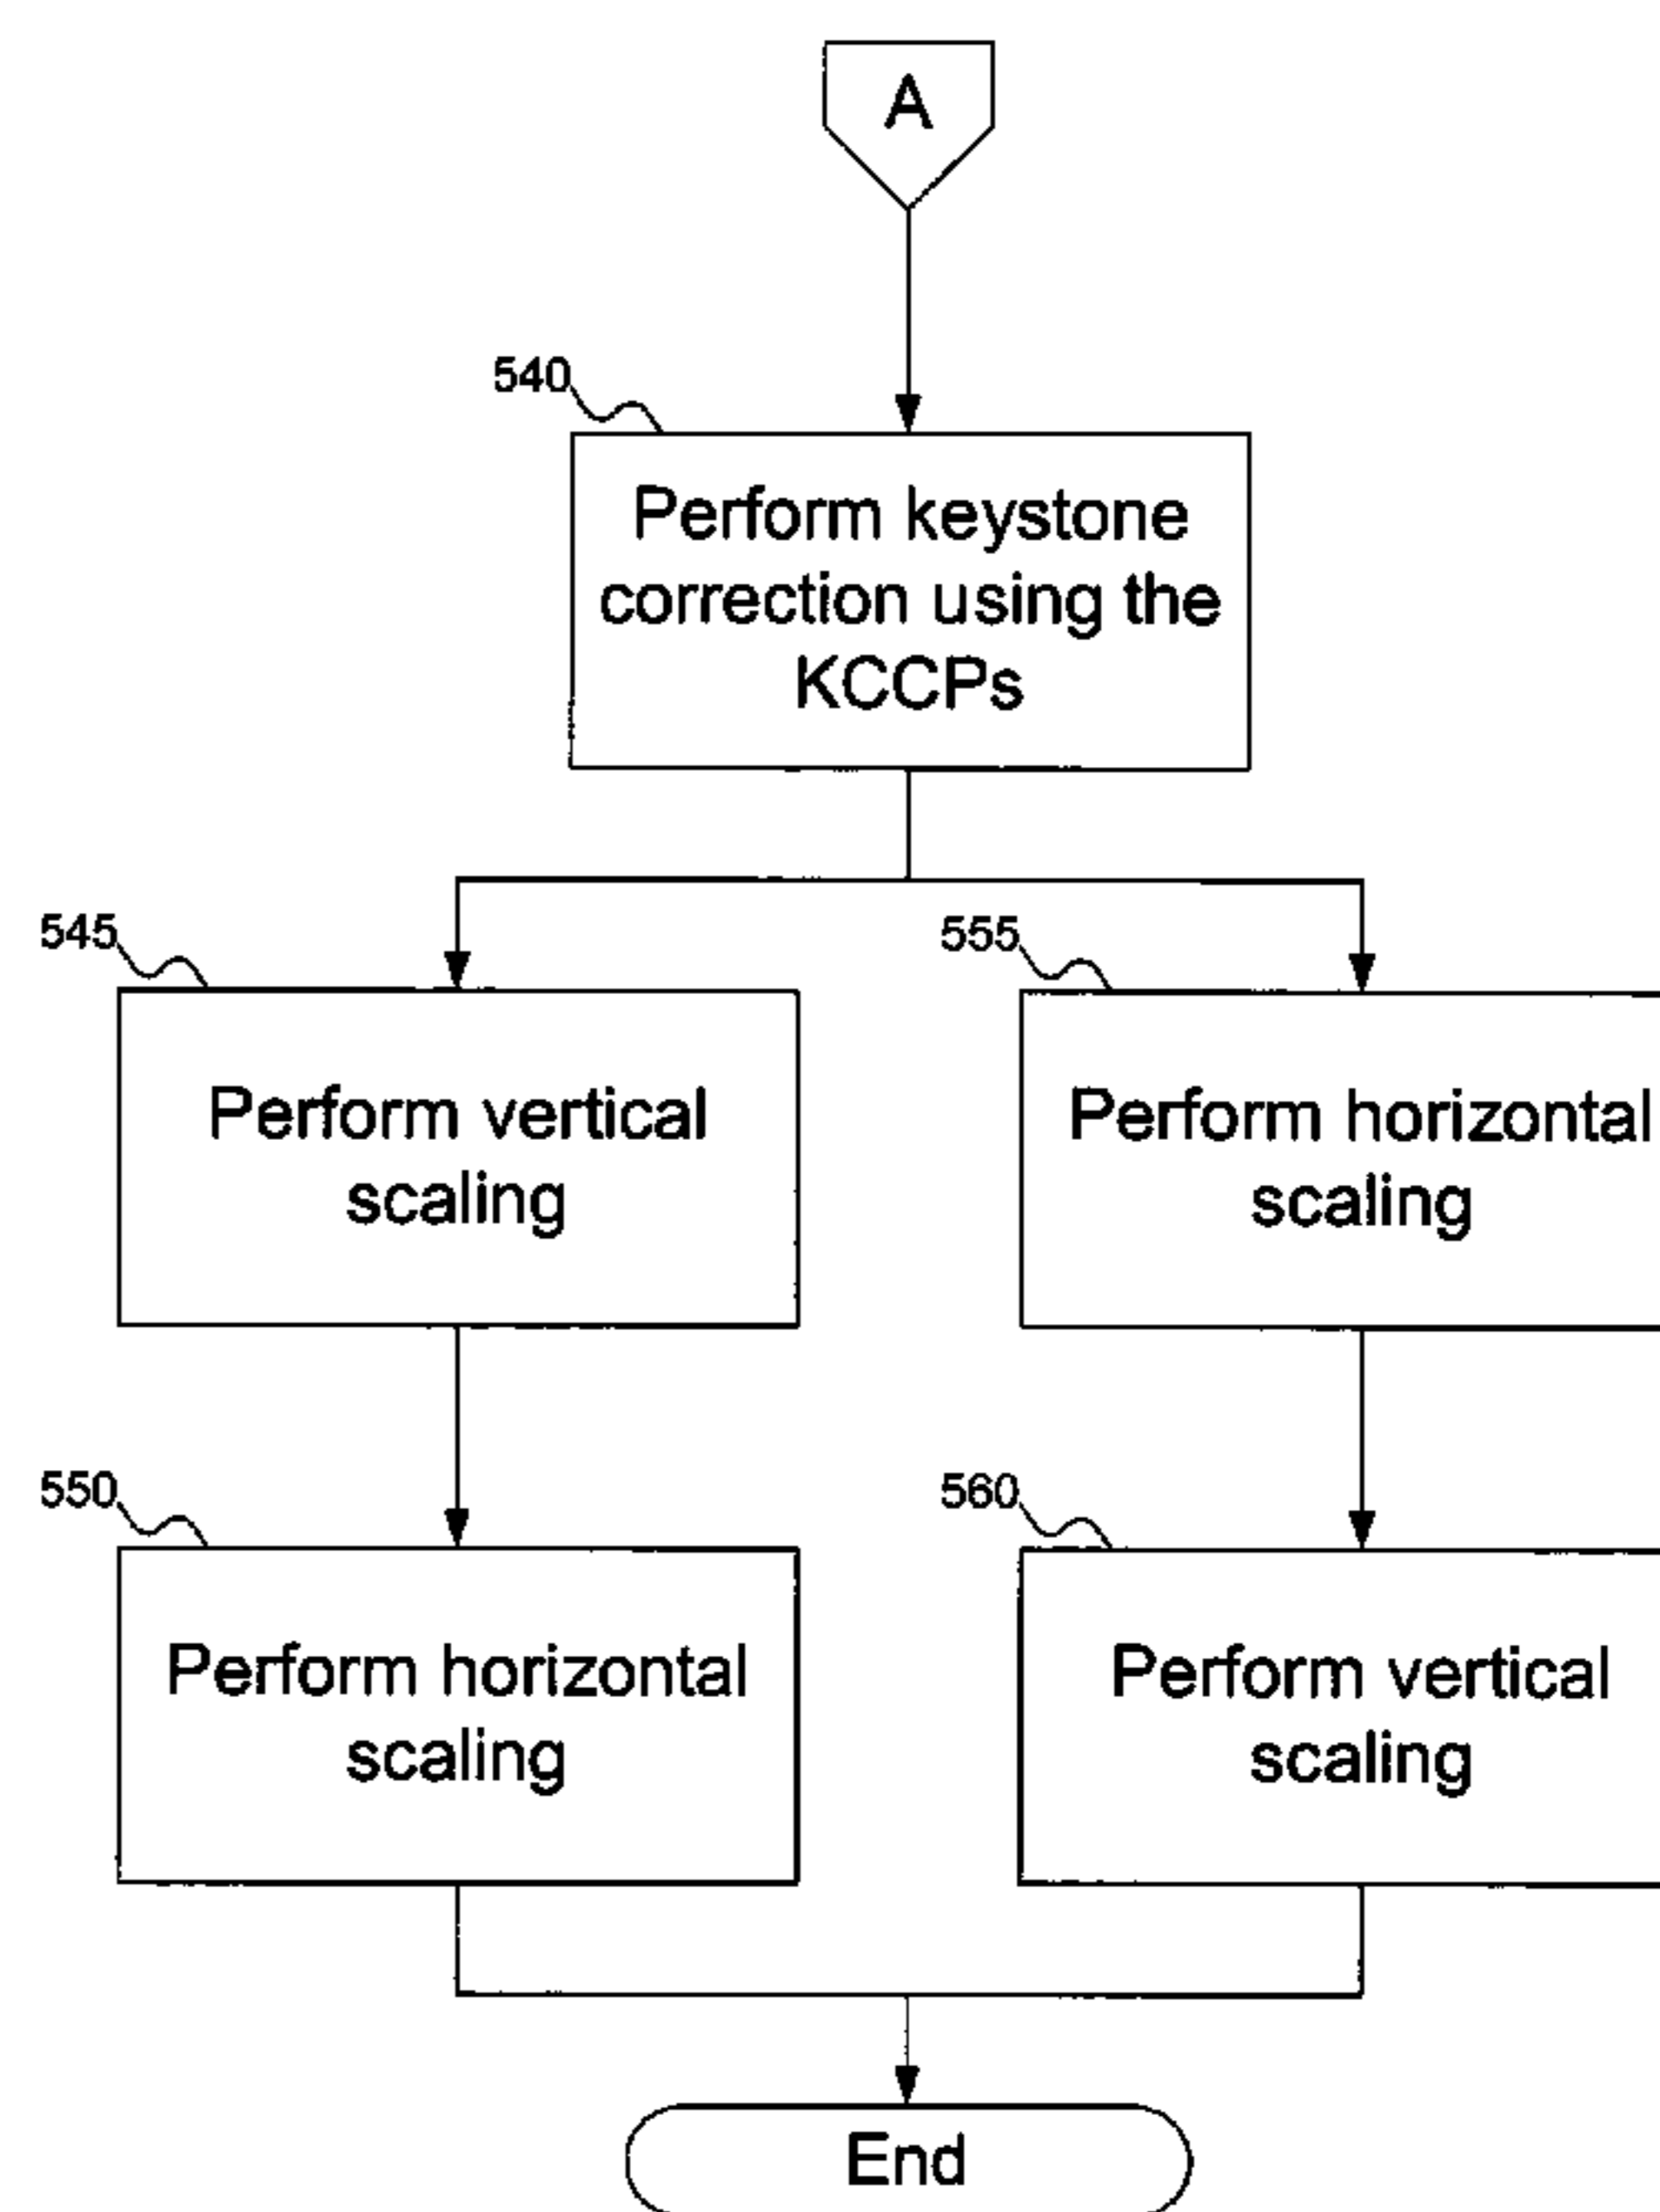 A
540
Perform keystone
correction using the
KCCPs
545
Perform vertical
scaling
555
Perform horizontal
scaling
550
Perform horizontal
scaling
560
Perform vertical
scaling
End